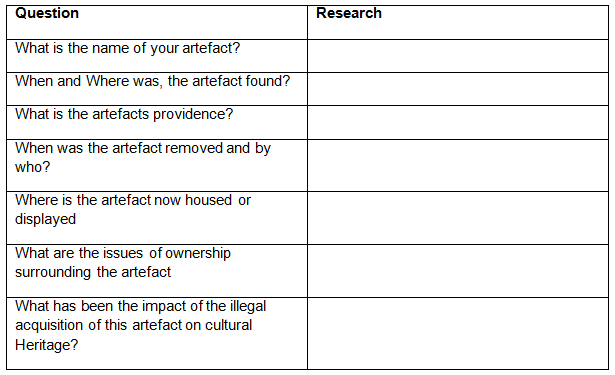 Question Research
What is the name of your artefact?
When and Where was, the artefact found?
What is the artefacts providence?
When was the artefact removed and by
who?
Where is the artefact now housed or
displayed
What are the issues of ownership
surrounding the artefact
What has been the impact of the illegal
acquisition of this artefact on cultural
Heritage?